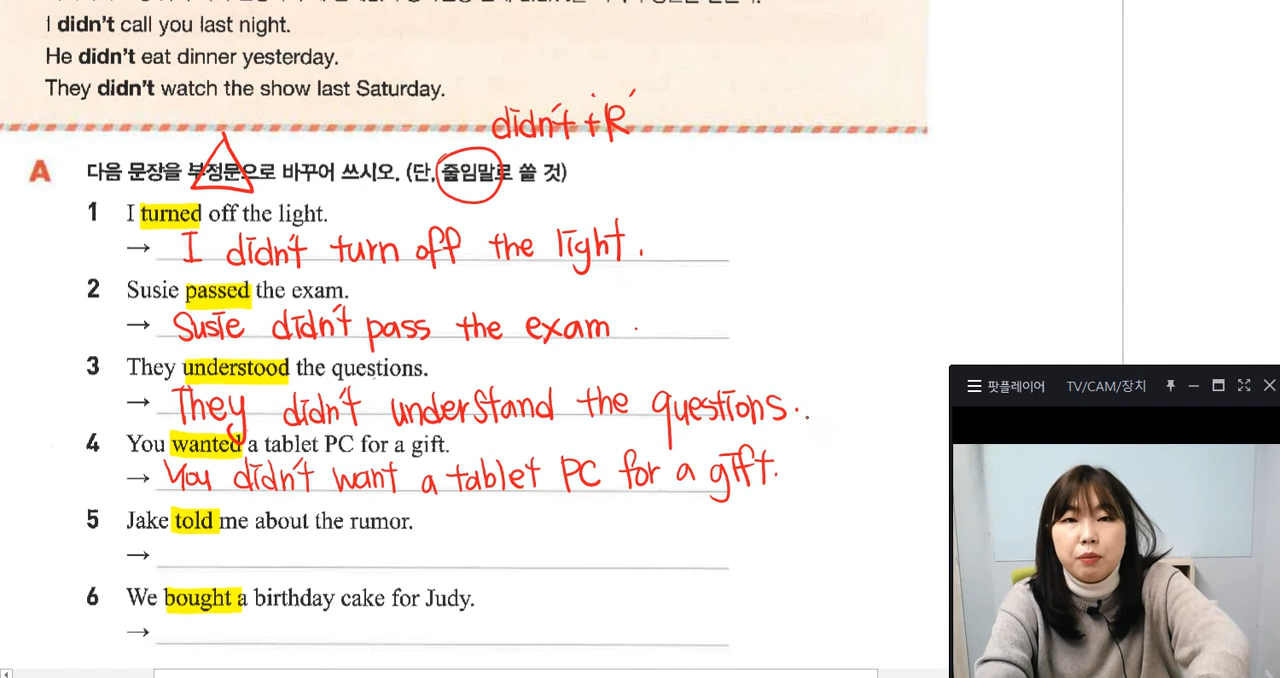 I didn't call you last night.
He didn't eat dinner yesterday.
They didn't watch the show last Saturday.
didn't + R
A 다음 문장을 부정문으로 바꾸어 쓰시오. (단, 줄임말로 쓸 것)
1 I turned off the light.
→ I didn't turn off the light.
2 Susie passed the exam.
→ Susie didn't pass the exam.
3 They understood the questions.
→ They didn't understand the questions..
4 You wanted a tablet PC for a gift.
→ You didn't want a tablet PC for a gift.
5 Jake told me about the rumor.
→
6 We bought a birthday cake for Judy.
→
팟플레이어 TV/CAM/장치